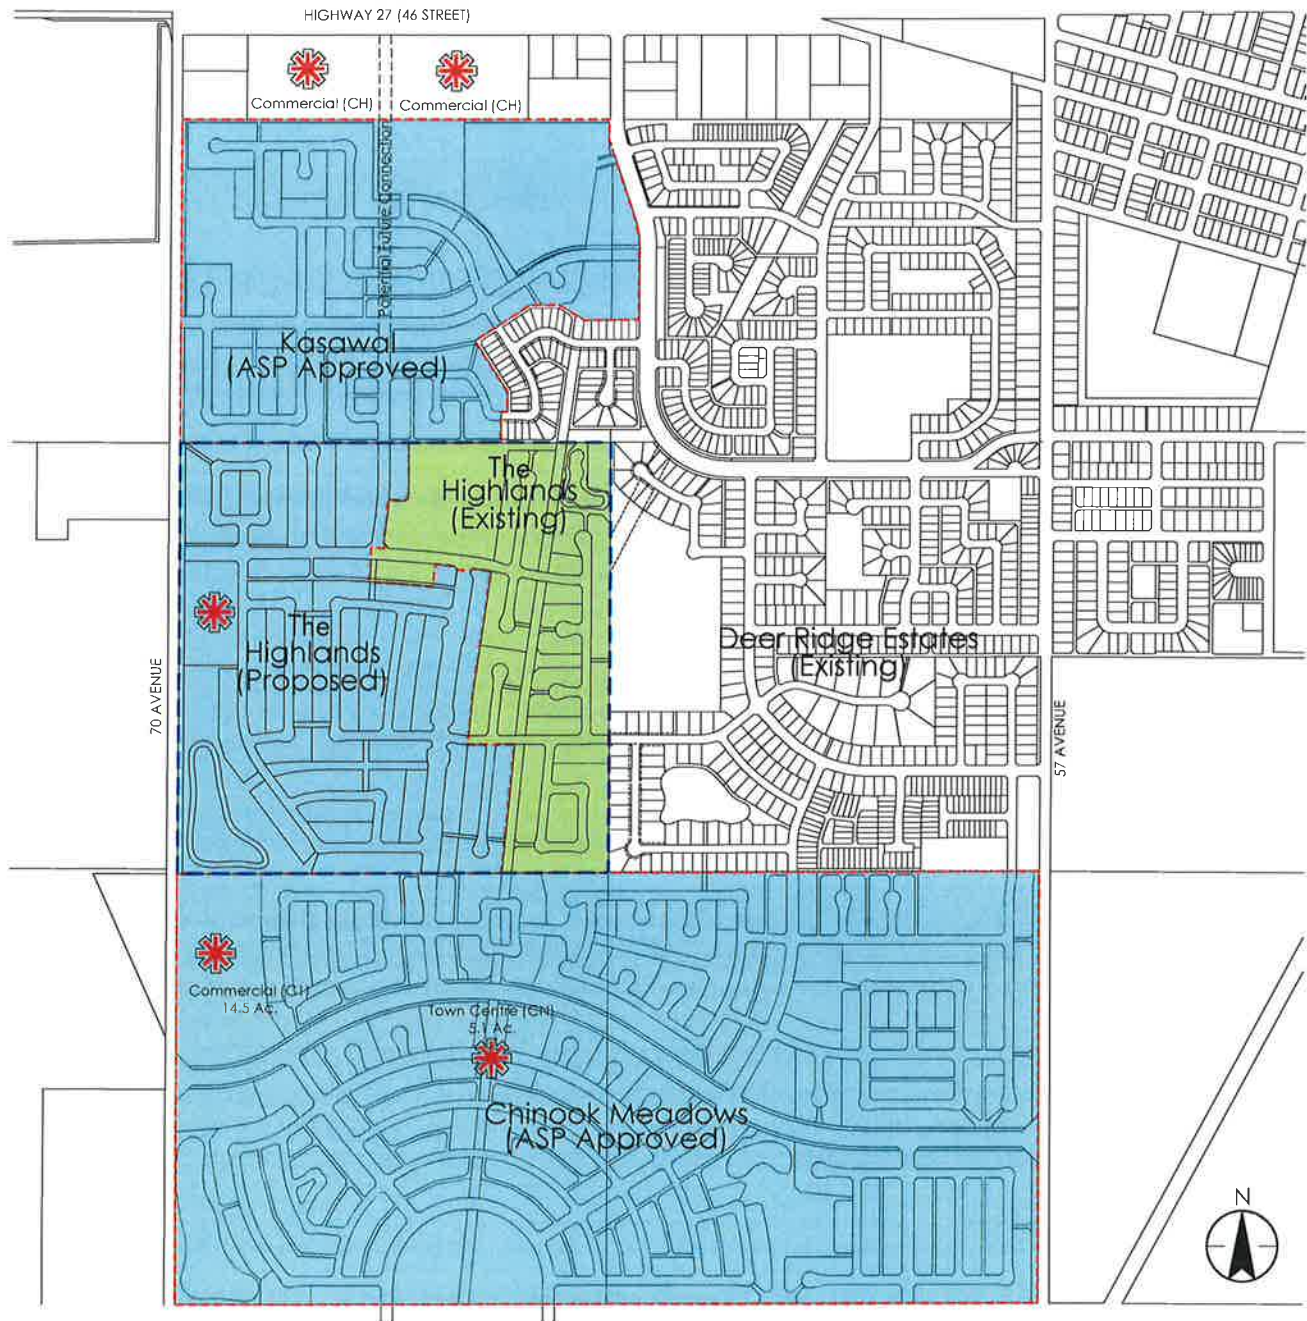 HIGHWAY 27 (46 STREET)
Commercial (CH)
Commercial (CH)
Potential Future Connection
Kasawal
(ASP Approved)
The
Highlands
(Existing)
The
Highlands
(Proposed)
Deer Ridge Estates
(Existing)
70 AVENUE
57 AVENUE
Commercial (CH)
14.5 Ac.
Town Centre (CN)
5.1 Ac.
Chinook Meadows
(ASP Approved)
N